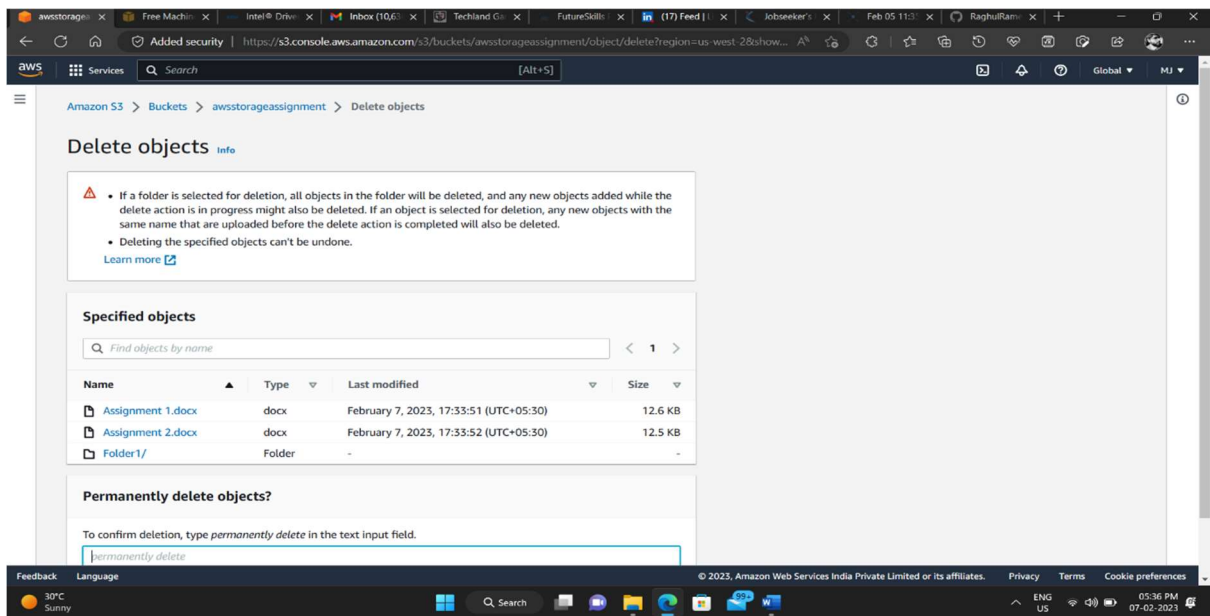 awsstoragea
Free Machin
Intel® Drive
Inbox (10,63
Techland Ga
FutureSkills
(17) Feed |
Jobseeker's
Feb 05 11:3
RaghulRam
Added security | https://s3.console.aws.amazon.com/s3/buckets/awsstorageassignment/object/delete?region=us-west-2&show...
aws
Services
Search
[Alt+S]
Global
MJ
Amazon S3 > Buckets > awsstorageassignment > Delete objects
Delete objects Info
• If a folder is selected for deletion, all objects in the folder will be deleted, and any new objects added while the
delete action is in progress might also be deleted. If an object is selected for deletion, any new objects with the
same name that are uploaded before the delete action is completed will also be deleted.
• Deleting the specified objects can't be undone.
Learn more
Specified objects
Find objects by name
< 1 >
Name Type Last modified Size
Assignment 1.docx docx February 7, 2023, 17:33:51 (UTC+05:30) 12.6 KB
Assignment 2.docx docx February 7, 2023, 17:33:52 (UTC+05:30) 12.5 KB
Folder1/ Folder - -
Permanently delete objects?
To confirm deletion, type permanently delete in the text input field.
permanently delete
Feedback Language © 2023, Amazon Web Services India Private Limited or its affiliates. Privacy Terms Cookie preferences
30°C
Sunny
Search
99+
ENG
US
05:36 PM
07-02-2023